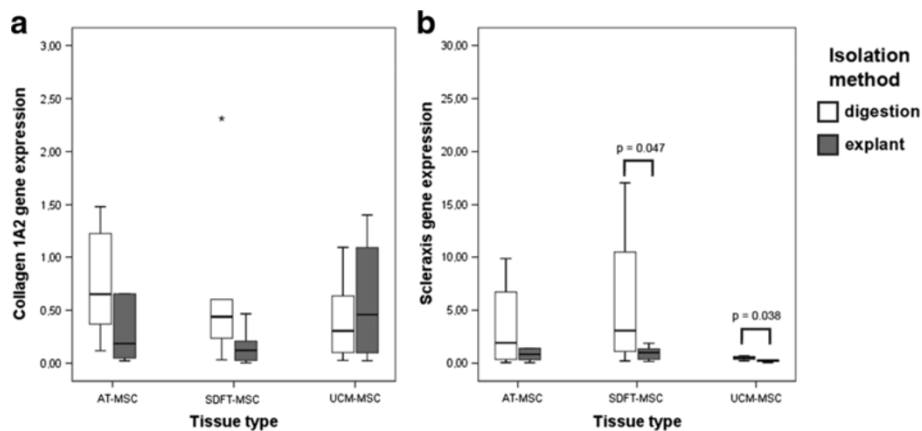 a
3.00
2.50
2.00
1.50
1.00
0.50
0.00
Collagen 1A2 gene expression
*
AT-MSC
SDFT-MSC
UCM-MSC
Tissue type
b
30.00
25.00
20.00
15.00
10.00
5.00
0.00
Scleraxis gene expression
p = 0.047
p = 0.038
AT-MSC
SDFT-MSC
UCM-MSC
Tissue type
Isolation
method
digestion
explant